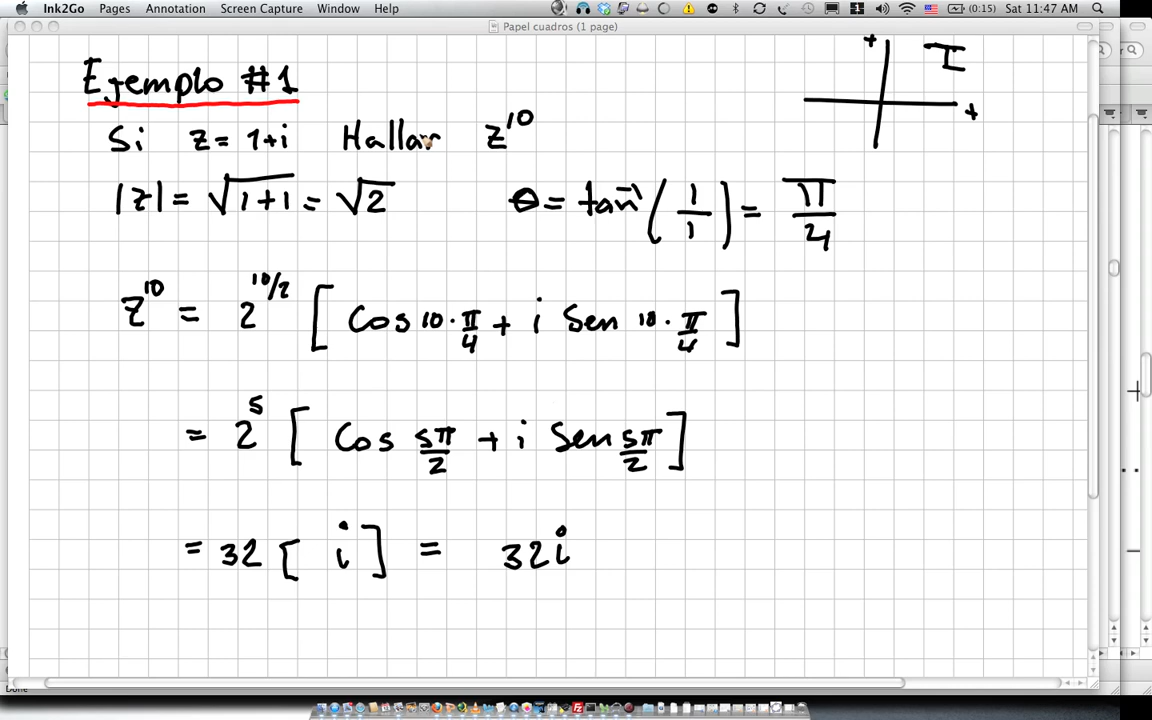 Ink2Go Pages Screen Capture Window Help (0:15) Sat 11:47 AM
Papel cuadros (1 page)
+ I
+
Ejemplo #1
Si z = 1+i Hallar z^10
|z| = √(1+1) = √2 θ = tan⁻¹(1/1) = π/4
z^10 = 2^(10/2) [Cos 10·π/4 + i Sen 10·π/4]
= 2^5 [Cos 5π/2 + i Sen 5π/2]
= 32 [i] = 32i
Done